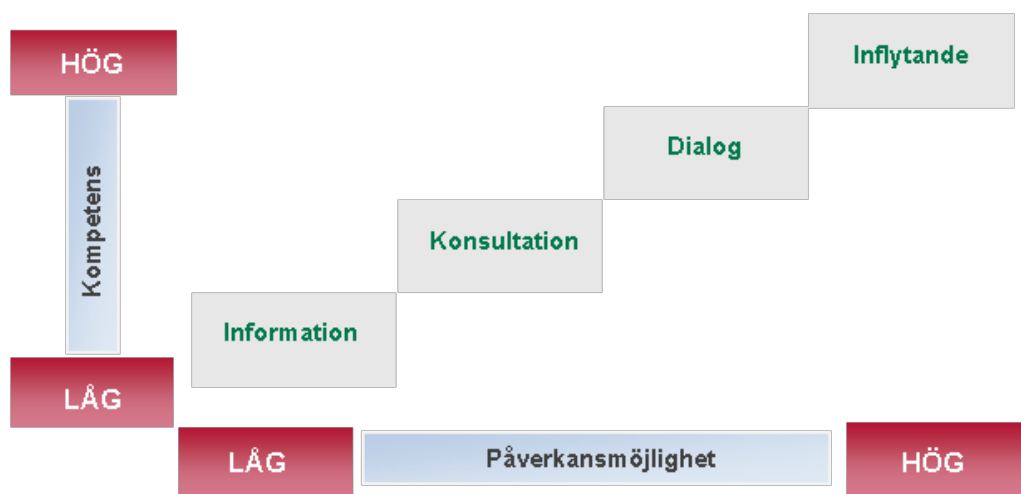 Inflytande
HÖG
Dialog
Kompetens
Konsultation
Information
LÅG
LÅG
Påverkansmöjlighet
HÖG